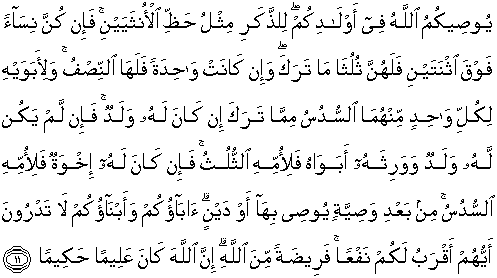 يُوصِيكُمُ ٱللَّهُ فِىٓ أَوْلَـٰدِكُمْ ۖ لِلذَّكَرِ مِثْلُ حَظِّ ٱلْأُنثَيَيْنِ ۚ فَإِن كُنَّ نِسَآءً
فَوْقَ ٱثْنَتَيْنِ فَلَهُنَّ ثُلُثَا مَا تَرَكَ ۖ وَإِن كَانَتْ وَٰحِدَةً فَلَهَا ٱلنِّصْفُ ۚ وَلِأَبَوَيْهِ
لِكُلِّ وَٰحِدٍ مِّنْهُمَا ٱلسُّدُسُ مِمَّا تَرَكَ إِن كَانَ لَهُۥ وَلَدٌ ۚ فَإِن لَّمْ يَكُن
لَّهُۥ وَلَدٌ وَوَرِثَهُۥٓ أَبَوَاهُ فَلِأُمِّهِ ٱلثُّلُثُ ۚ فَإِن كَانَ لَهُۥٓ إِخْوَةٌ فَلِأُمِّهِ
ٱلسُّدُسُ ۚ مِنۢ بَعْدِ وَصِيَّةٍ يُوصِى بِهَآ أَوْ دَيْنٍ ۗ ءَابَآؤُكُمْ وَأَبْنَآؤُكُمْ لَا تَدْرُونَ
أَيُّهُمْ أَقْرَبُ لَكُمْ نَفْعًا ۚ فَرِيضَةً مِّنَ ٱللَّهِ ۗ إِنَّ ٱللَّهَ كَانَ عَلِيمًا حَكِيمًا ١١